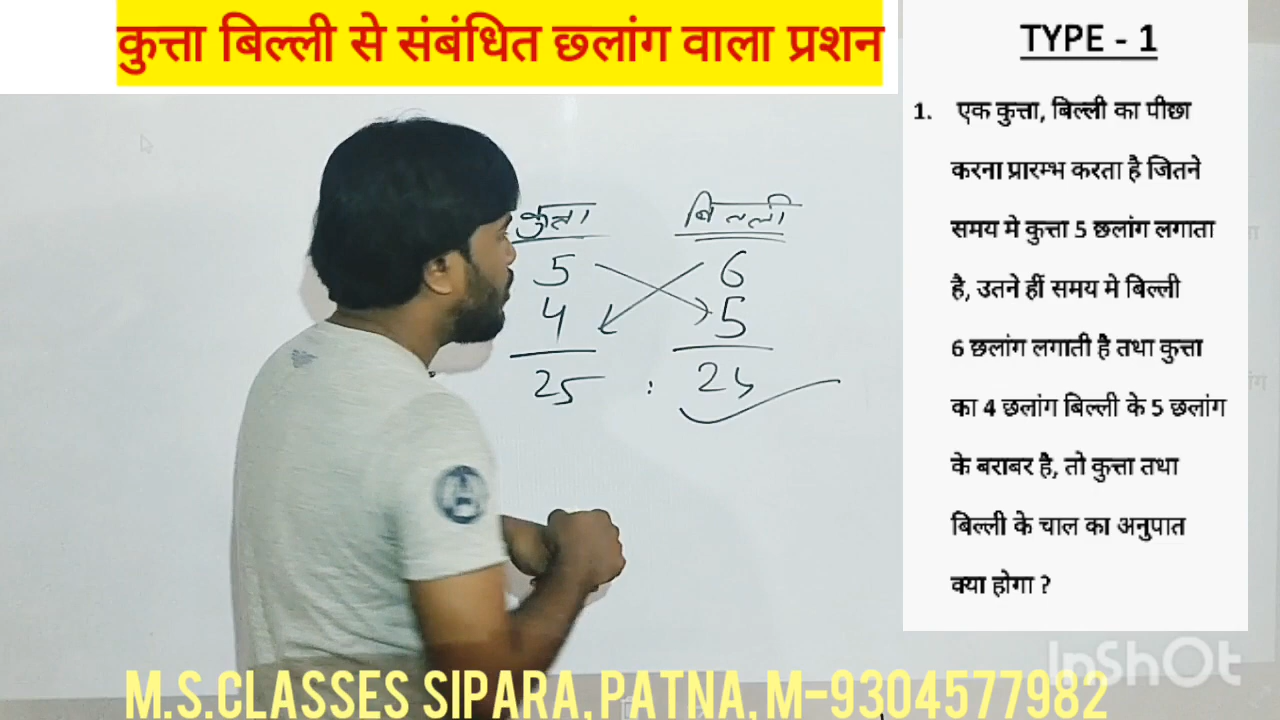 कुत्ता बिल्ली से संबंधित छलांग वाला प्रशन
TYPE - 1
1. एक कुत्ता, बिल्ली का पीछा
करना प्रारम्भ करता है जितने
समय मे कुत्ता 5 छलांग लगाता
है, उतने हीं समय मे बिल्ली
6 छलांग लगाती है तथा कुत्ता
का 4 छलांग बिल्ली के 5 छलांग
के बराबर है, तो कुत्ता तथा
बिल्ली के चाल का अनुपात
क्या होगा ?
कुत्ता बिल्ली
5 6
4 5
25 : 24
M.S.CLASSES SIPARA, PATNA, M-9304577982
InShOt